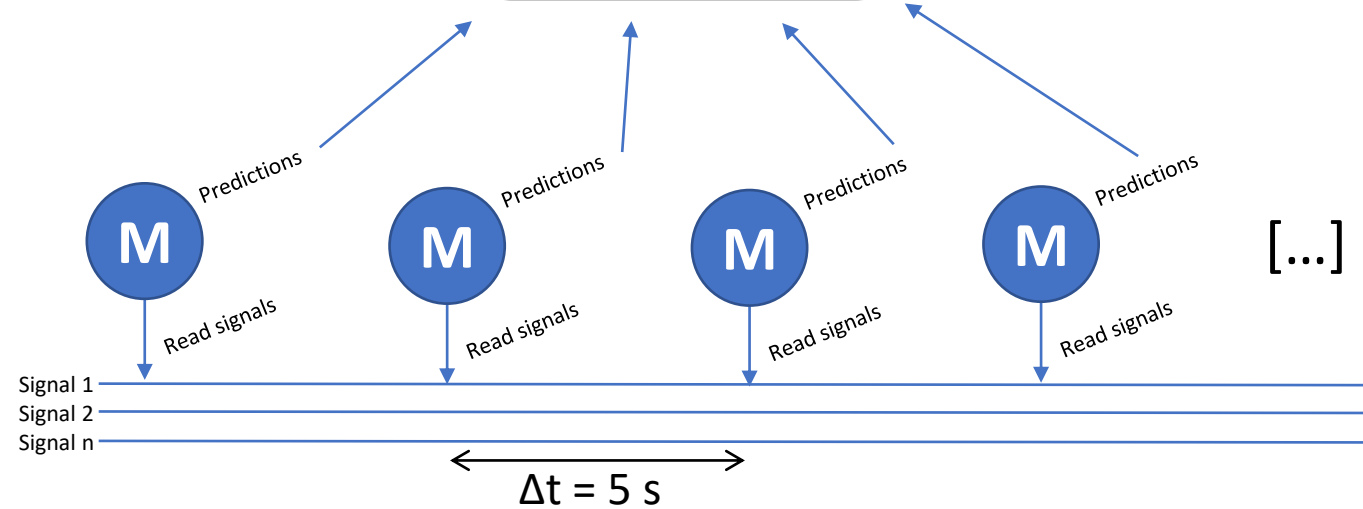 Predictions
Predictions
Predictions
Predictions
M
M
M
M
[...]
Read signals
Read signals
Read signals
Read signals
Signal 1
Signal 2
Signal n
Δt = 5 s